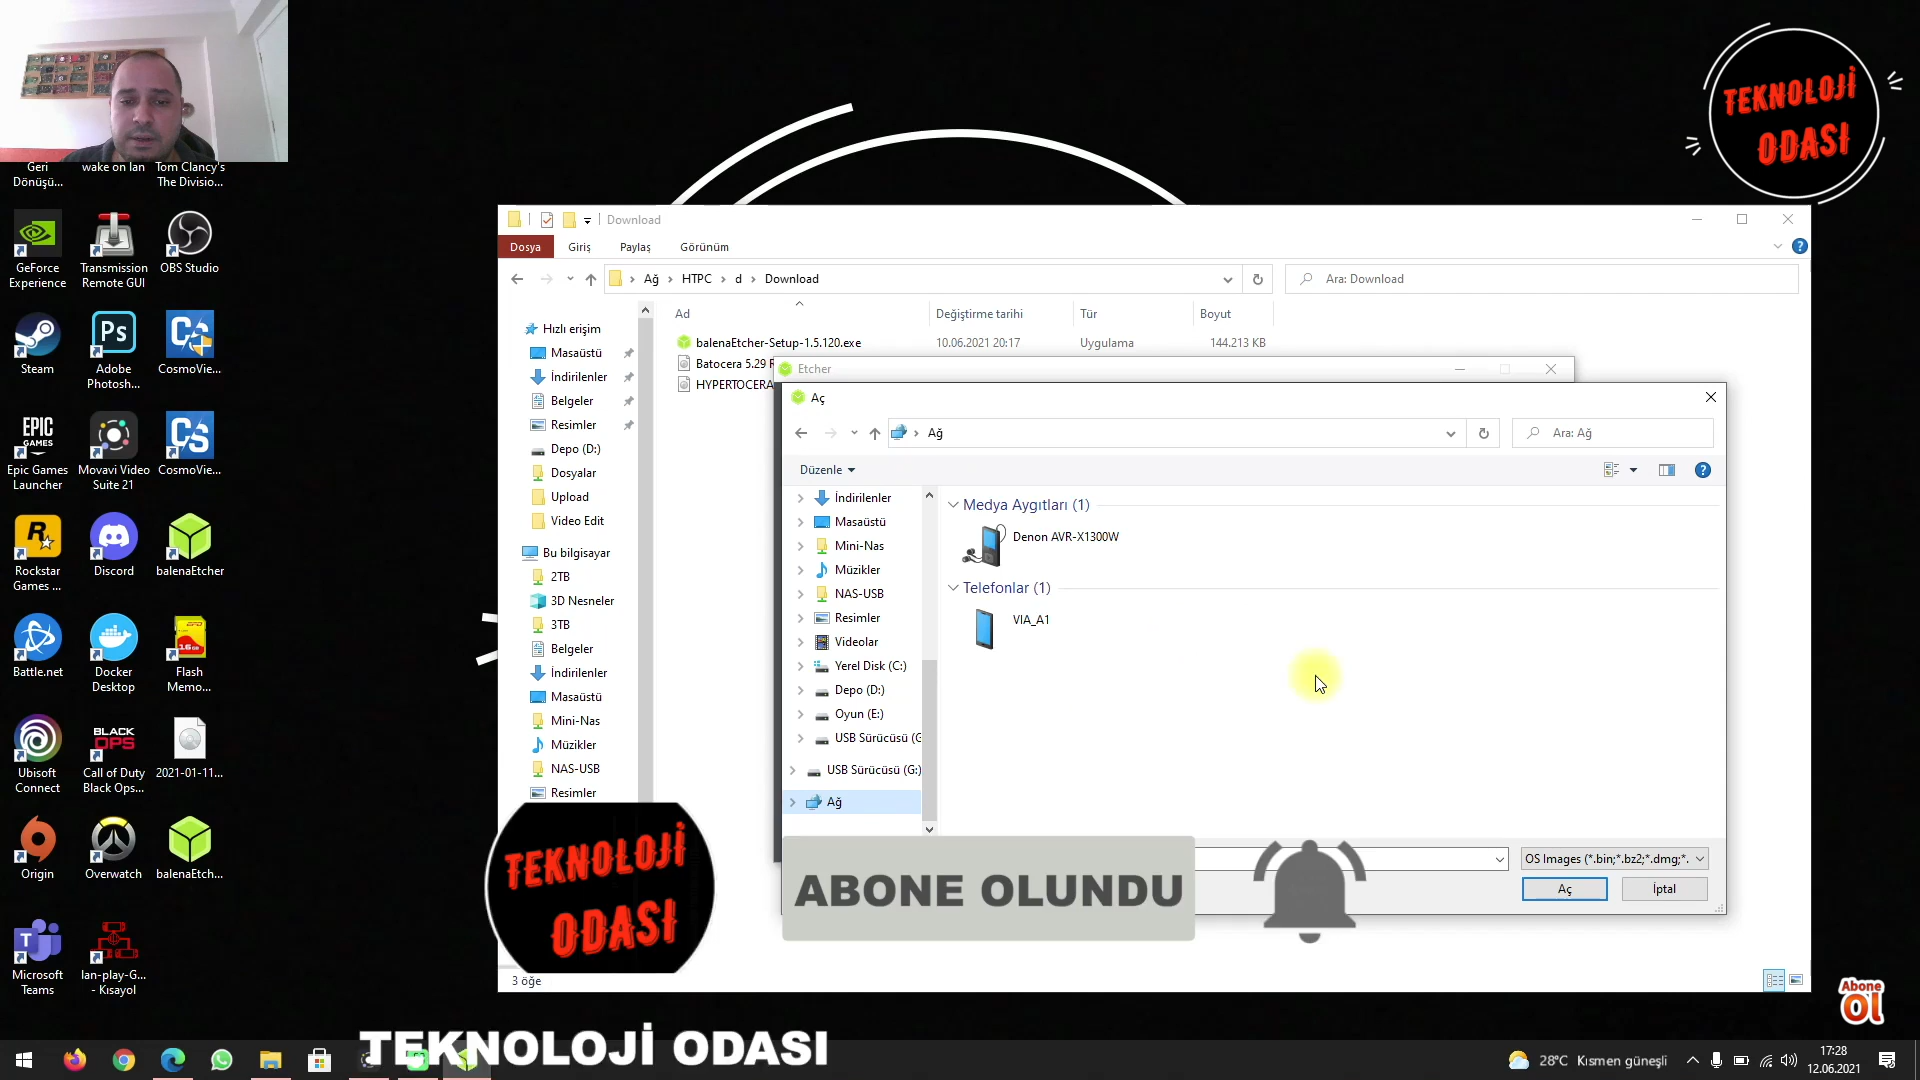 TEKNOLOJİ
ODASI
Geri
Dönüşü...
wake on lan
Tom Clancy's
The Divisio...
GeForce
Experience
Transmission
Remote GUI
OBS Studio
Steam
Adobe
Photosh...
CosmoVie...
Epic Games
Launcher
Movavi Video
Suite 21
CosmoVie...
Rockstar
Games ...
Discord
balenaEtcher
Battle.net
Docker
Desktop
Flash
Memo...
Ubisoft
Connect
Call of Duty
Black Ops...
2021-01-11...
Origin
Overwatch
balenaEtch...
Microsoft
Teams
lan-play-G...
- Kısayol
Download
Dosya
Giriş
Paylaş
Görünüm
Ağ
HTPC
d
Download
Ara: Download
Ad
Değiştirme tarihi
Tür
Boyut
balenaEtcher-Setup-1.5.120.exe
10.06.2021 20:17
Uygulama
144.213 KB
Batocera 5.29
HYPERTOCERA
Hızlı erişim
Masaüstü
İndirilenler
Belgeler
Resimler
Depo (D:)
Dosyalar
Upload
Video Edit
Bu bilgisayar
2TB
3D Nesneler
3TB
Belgeler
İndirilenler
Masaüstü
Mini-Nas
Müzikler
NAS-USB
Resimler
3 öğe
Etcher
Aç
Ağ
Ara: Ağ
Düzenle
İndirilenler
Masaüstü
Mini-Nas
Müzikler
NAS-USB
Resimler
Videolar
Yerel Disk (C:)
Depo (D:)
Oyun (E:)
USB Sürücüsü (G
USB Sürücüsü (G:)
Ağ
Medya Aygıtları (1)
Denon AVR-X1300W
Telefonlar (1)
VIA_A1
OS Images (*.bin;*.bz2;*.dmg;*.
Aç
İptal
TEKNOLOJİ
ODASI
ABONE OLUNDU
Abone
Ol
TEKNOLOJİ ODASI
28°C Kısmen güneşli
17:28
12.06.2021